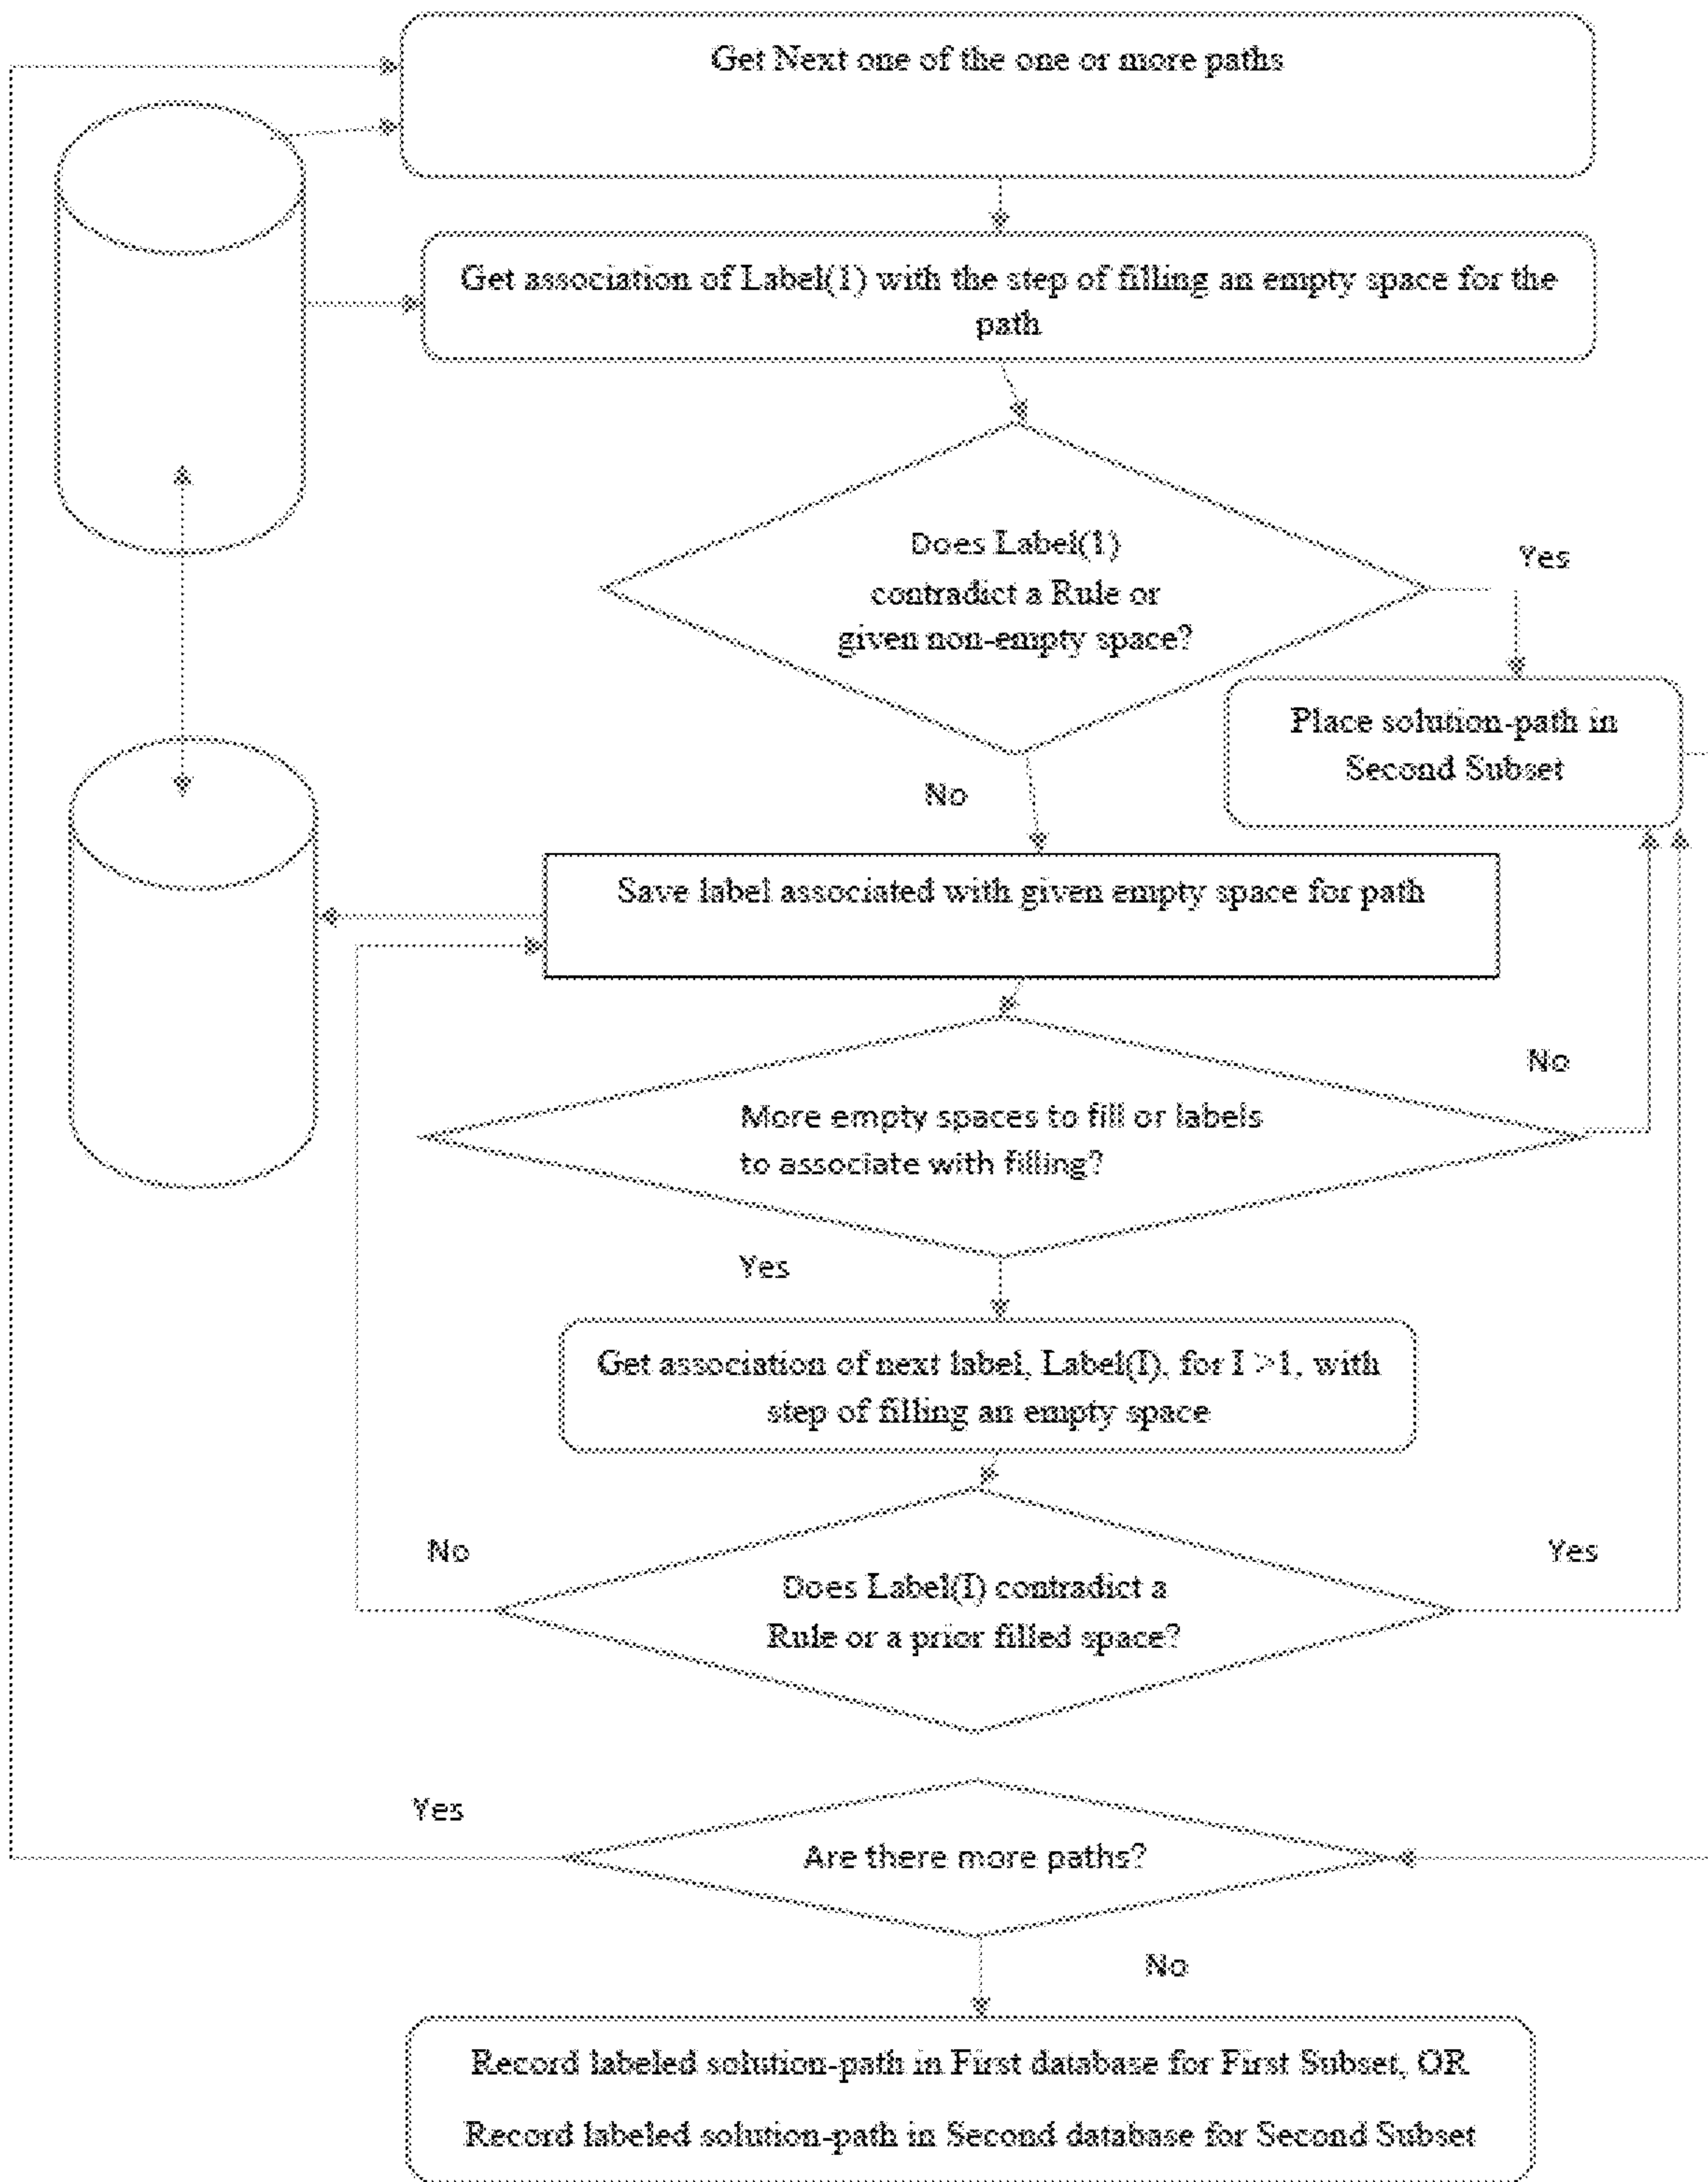 Get Next one of the one or more paths
Get association of Label(1) with the step of filling an empty space for the
path
Does Label(1)
contradict a Rule or
given non-empty space?
Yes
Place solution-path in
Second Subset
No
Save label associated with given empty space for path
No
More empty spaces to fill or labels
to associate with filling?
Yes
Get association of next label, Label(I), for I >1, with
step of filling an empty space
No
Yes
Does Label(I) contradict a
Rule or a prior filled space?
Yes
Are there more paths?
No
Record labeled solution-path in First database for First Subset, OR
Record labeled solution-path in Second database for Second Subset